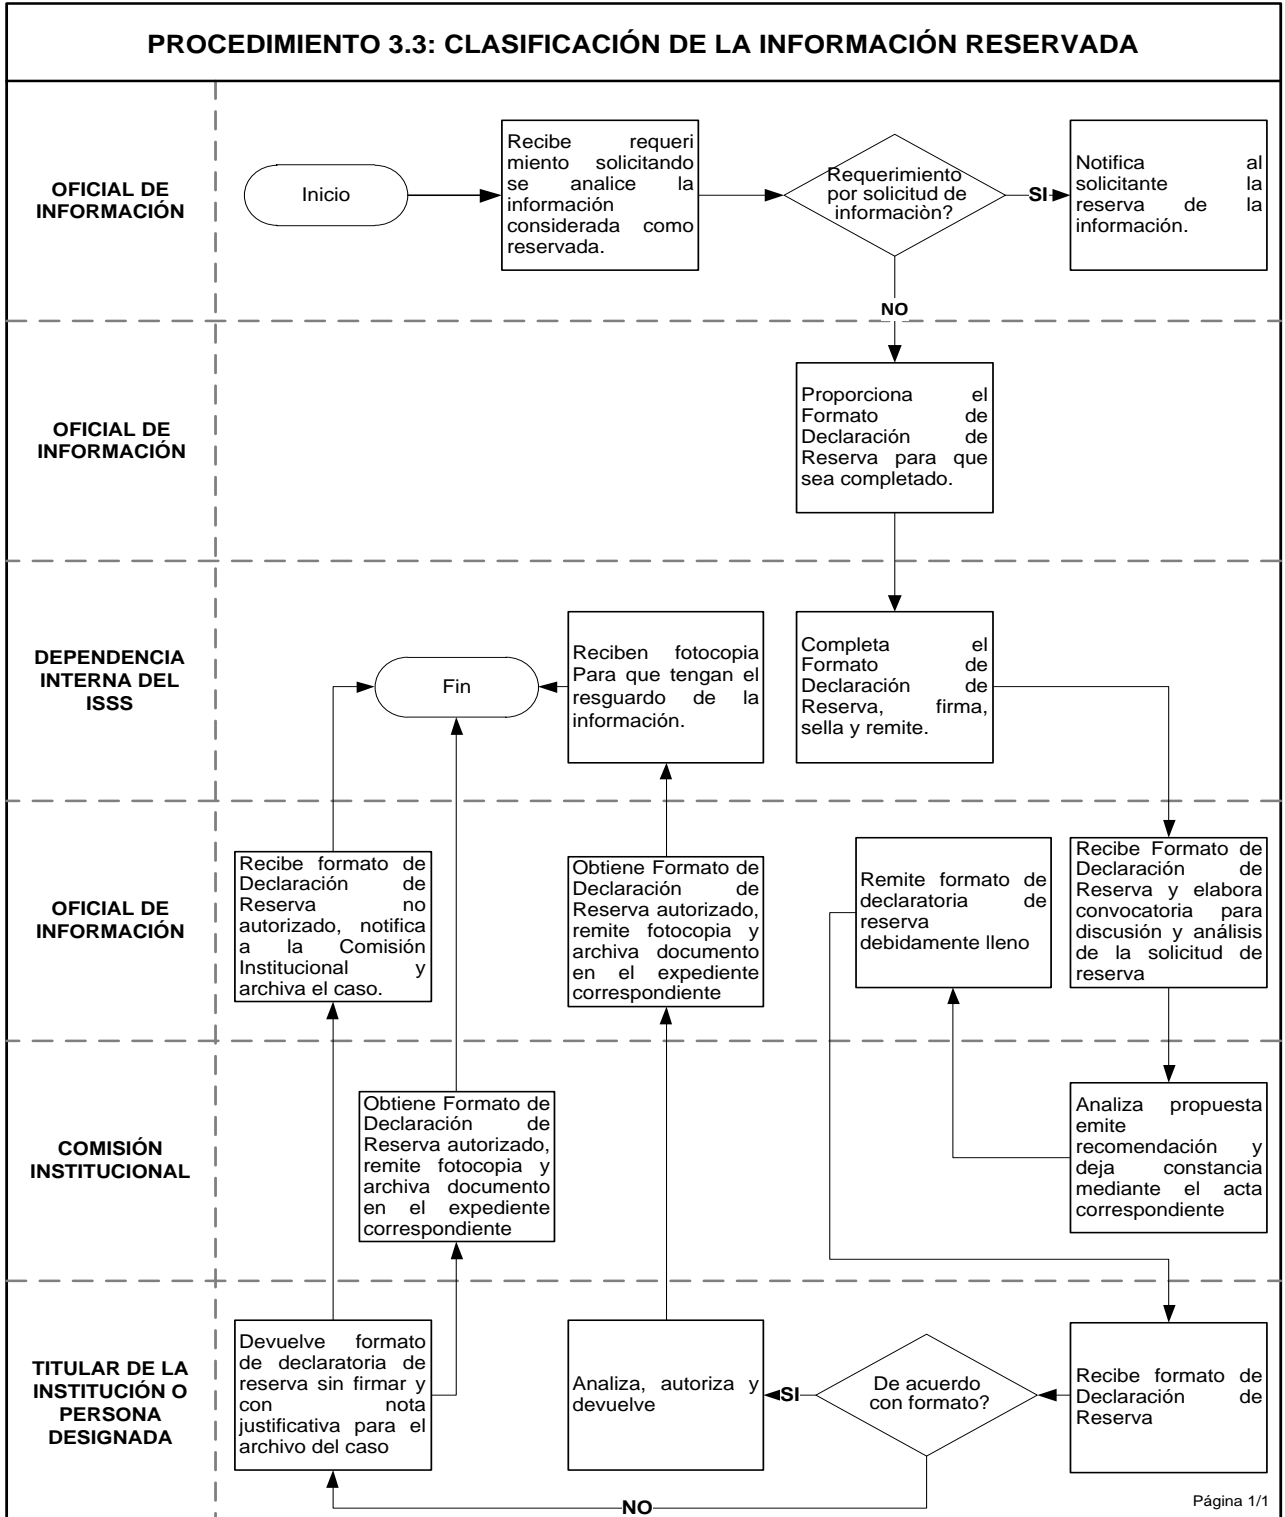 PROCEDIMIENTO 3.3: CLASIFICACIÓN DE LA INFORMACIÓN RESERVADA
OFICIAL DE
INFORMACIÓN
Inicio
Recibe requeri
miento solicitando
se analice la
información
considerada como
reservada.
Requerimiento
por solicitud de
informaciòn?
SI
Notifica al
solicitante la
reserva de la
información.
NO
OFICIAL DE
INFORMACIÓN
Proporciona el
Formato de
Declaración de
Reserva para que
sea completado.
DEPENDENCIA
INTERNA DEL
ISSS
Fin
Reciben fotocopia
Para que tengan el
resguardo de la
información.
Completa el
Formato de
Declaración de
Reserva, firma,
sella y remite.
OFICIAL DE
INFORMACIÓN
Recibe formato de
Declaración de
Reserva no
autorizado, notifica
a la Comisión
Institucional y
archiva el caso.
Obtiene Formato de
Declaración de
Reserva autorizado,
remite fotocopia y
archiva documento
en el expediente
correspondiente
Remite formato de
declaratoria de
reserva
debidamente lleno
Recibe Formato de
Declaración de
Reserva y elabora
convocatoria para
discusión y análisis
de la solicitud de
reserva
COMISIÓN
INSTITUCIONAL
Obtiene Formato de
Declaración de
Reserva autorizado,
remite fotocopia y
archiva documento
en el expediente
correspondiente
Analiza propuesta
emite
recomendación y
deja constancia
mediante el acta
correspondiente
TITULAR DE LA
INSTITUCIÓN O
PERSONA
DESIGNADA
Devuelve formato
de declaratoria de
reserva sin firmar y
con nota
justificativa para el
archivo del caso
Analiza, autoriza y
devuelve
SI
De acuerdo
con formato?
Recibe formato de
Declaración de
Reserva
NO
Página 1/1